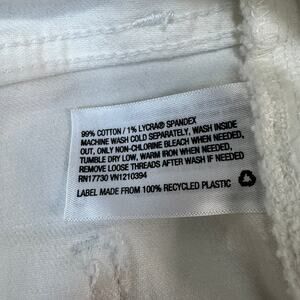 99% COTTON / 1% LYCRA® SPANDEX
MACHINE WASH COLD SEPARATELY, WASH INSIDE
OUT, ONLY NON-CHLORINE BLEACH WHEN NEEDED,
TUMBLE DRY LOW, WARM IRON WHEN NEEDED,
REMOVE LOOSE THREADS AFTER WASH IF NEEDED
RN17730 VN1210394
LABEL MADE FROM 100% RECYCLED PLASTIC